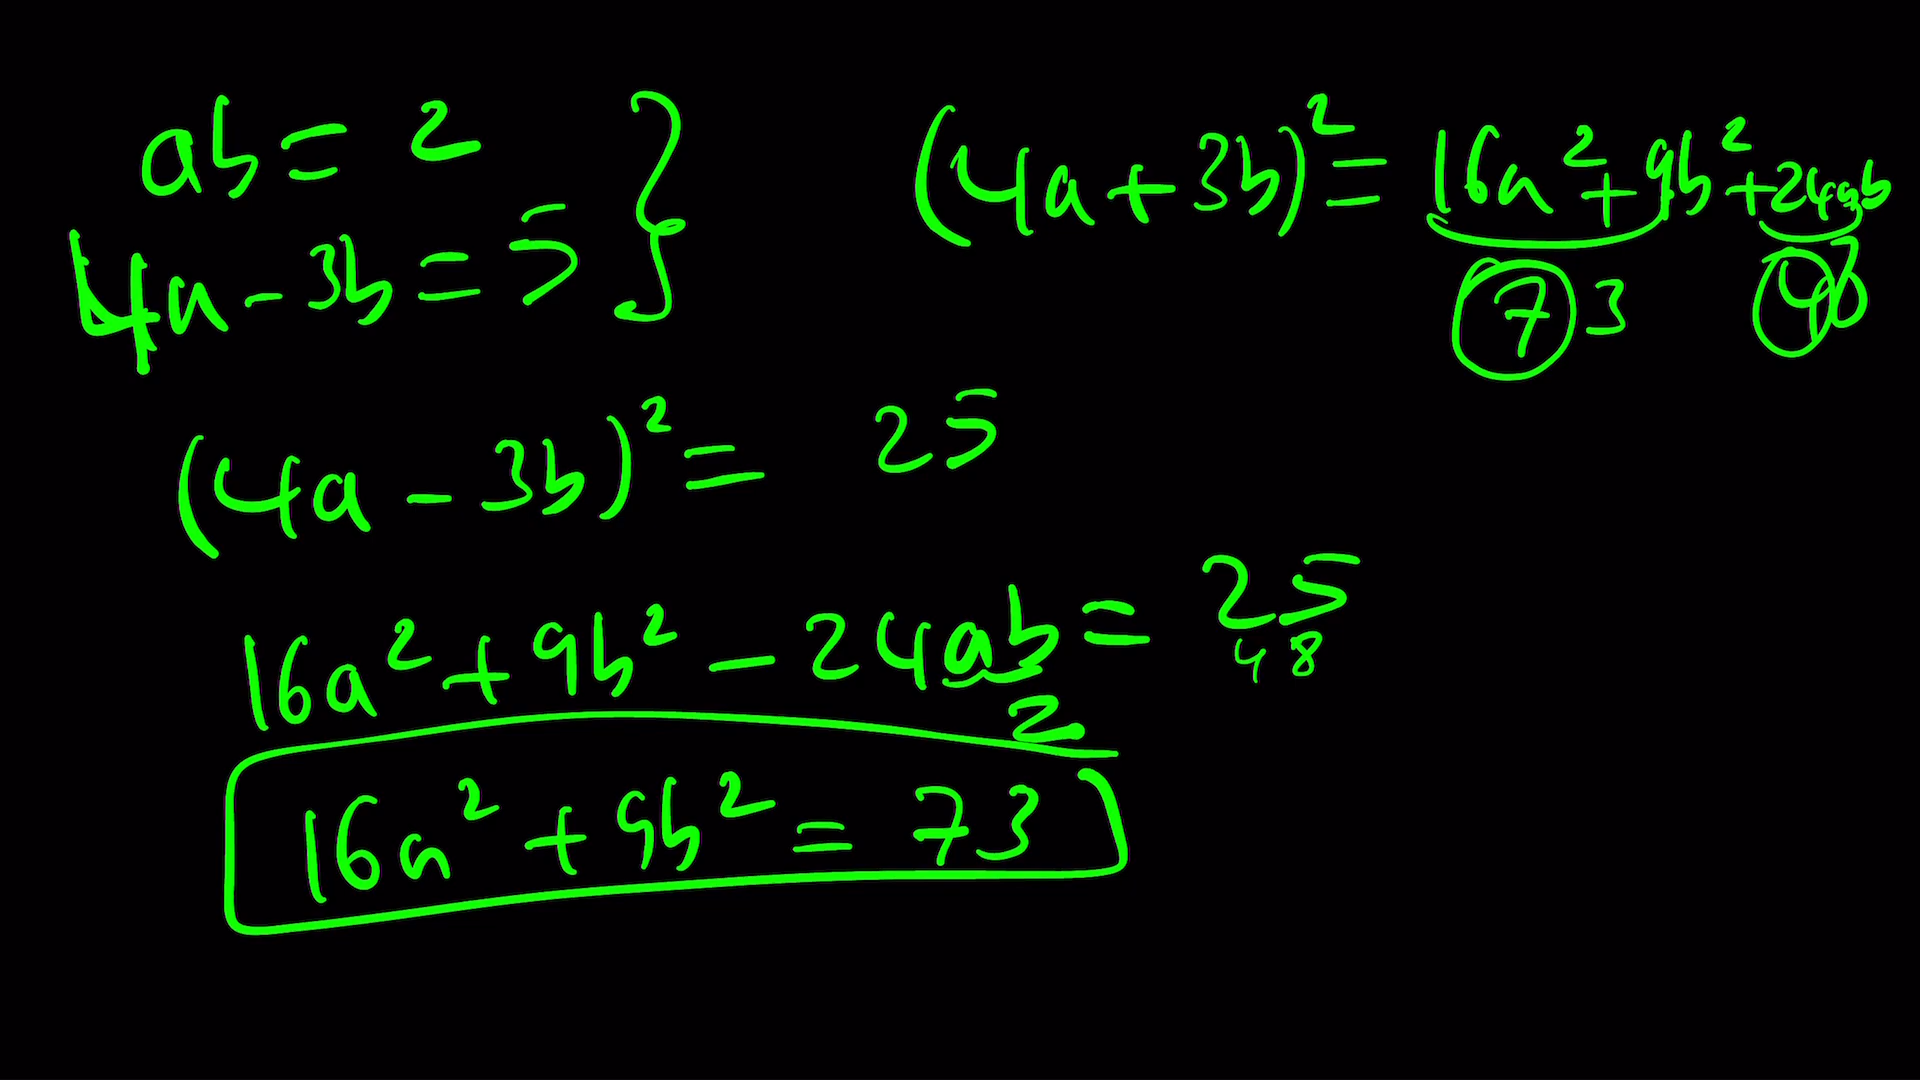 ab = 2
4a - 3b = 5
(4a + 3b)² = 16a² + 9b² + 24ab
73
(4a - 3b)² = 25
16a² + 9b² - 24ab = 25
48
2
16a² + 9b² = 73